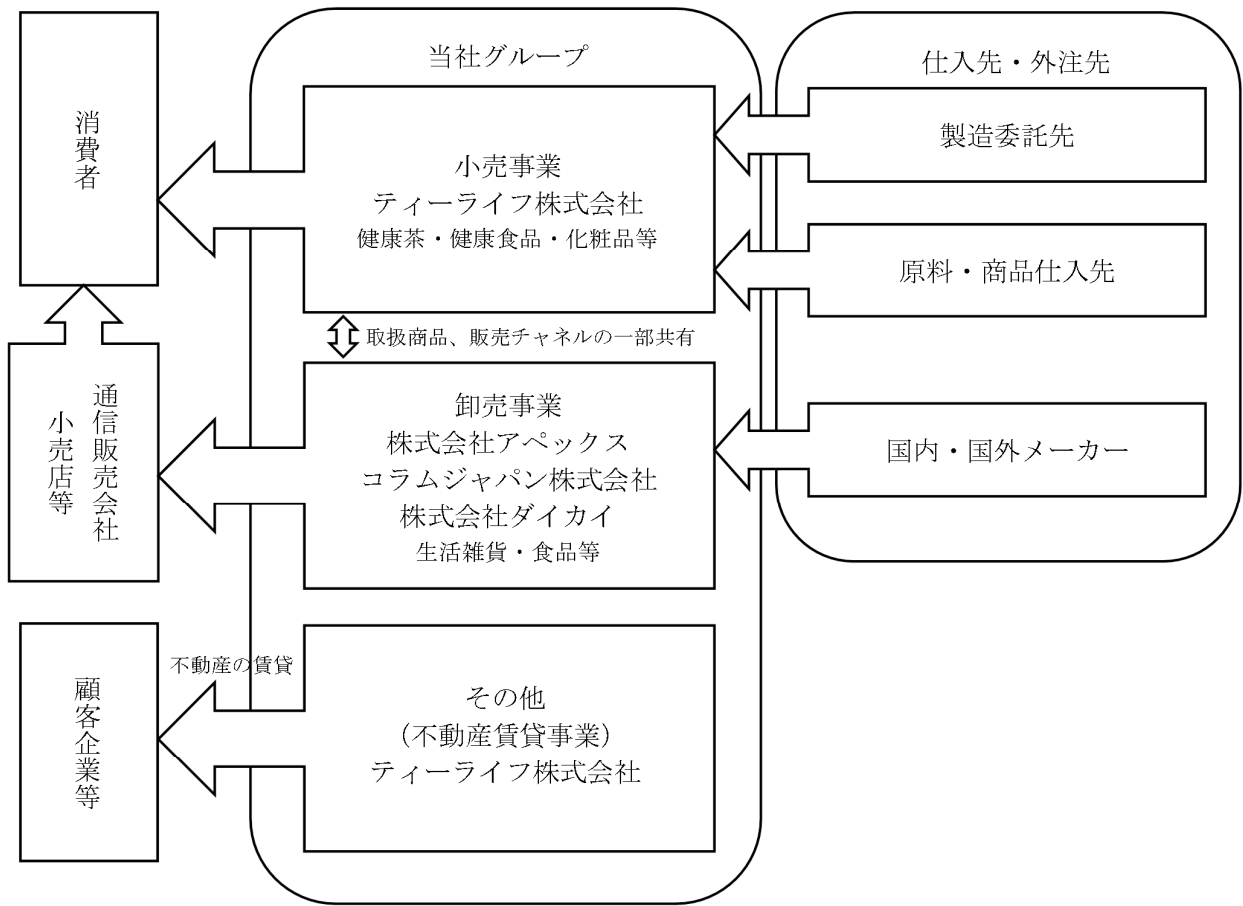 当社グループ
仕入先・外注先
消費者
小売事業
ティーライフ株式会社
健康茶・健康食品・化粧品等
製造委託先
原料・商品仕入先
取扱商品、販売チャネルの一部共有
通信販売会社
小売店等
卸売事業
株式会社アペックス
コラムジャパン株式会社
株式会社ダイカイ
生活雑貨・食品等
国内・国外メーカー
顧客企業等
不動産の賃貸
その他
（不動産賃貸事業）
ティーライフ株式会社